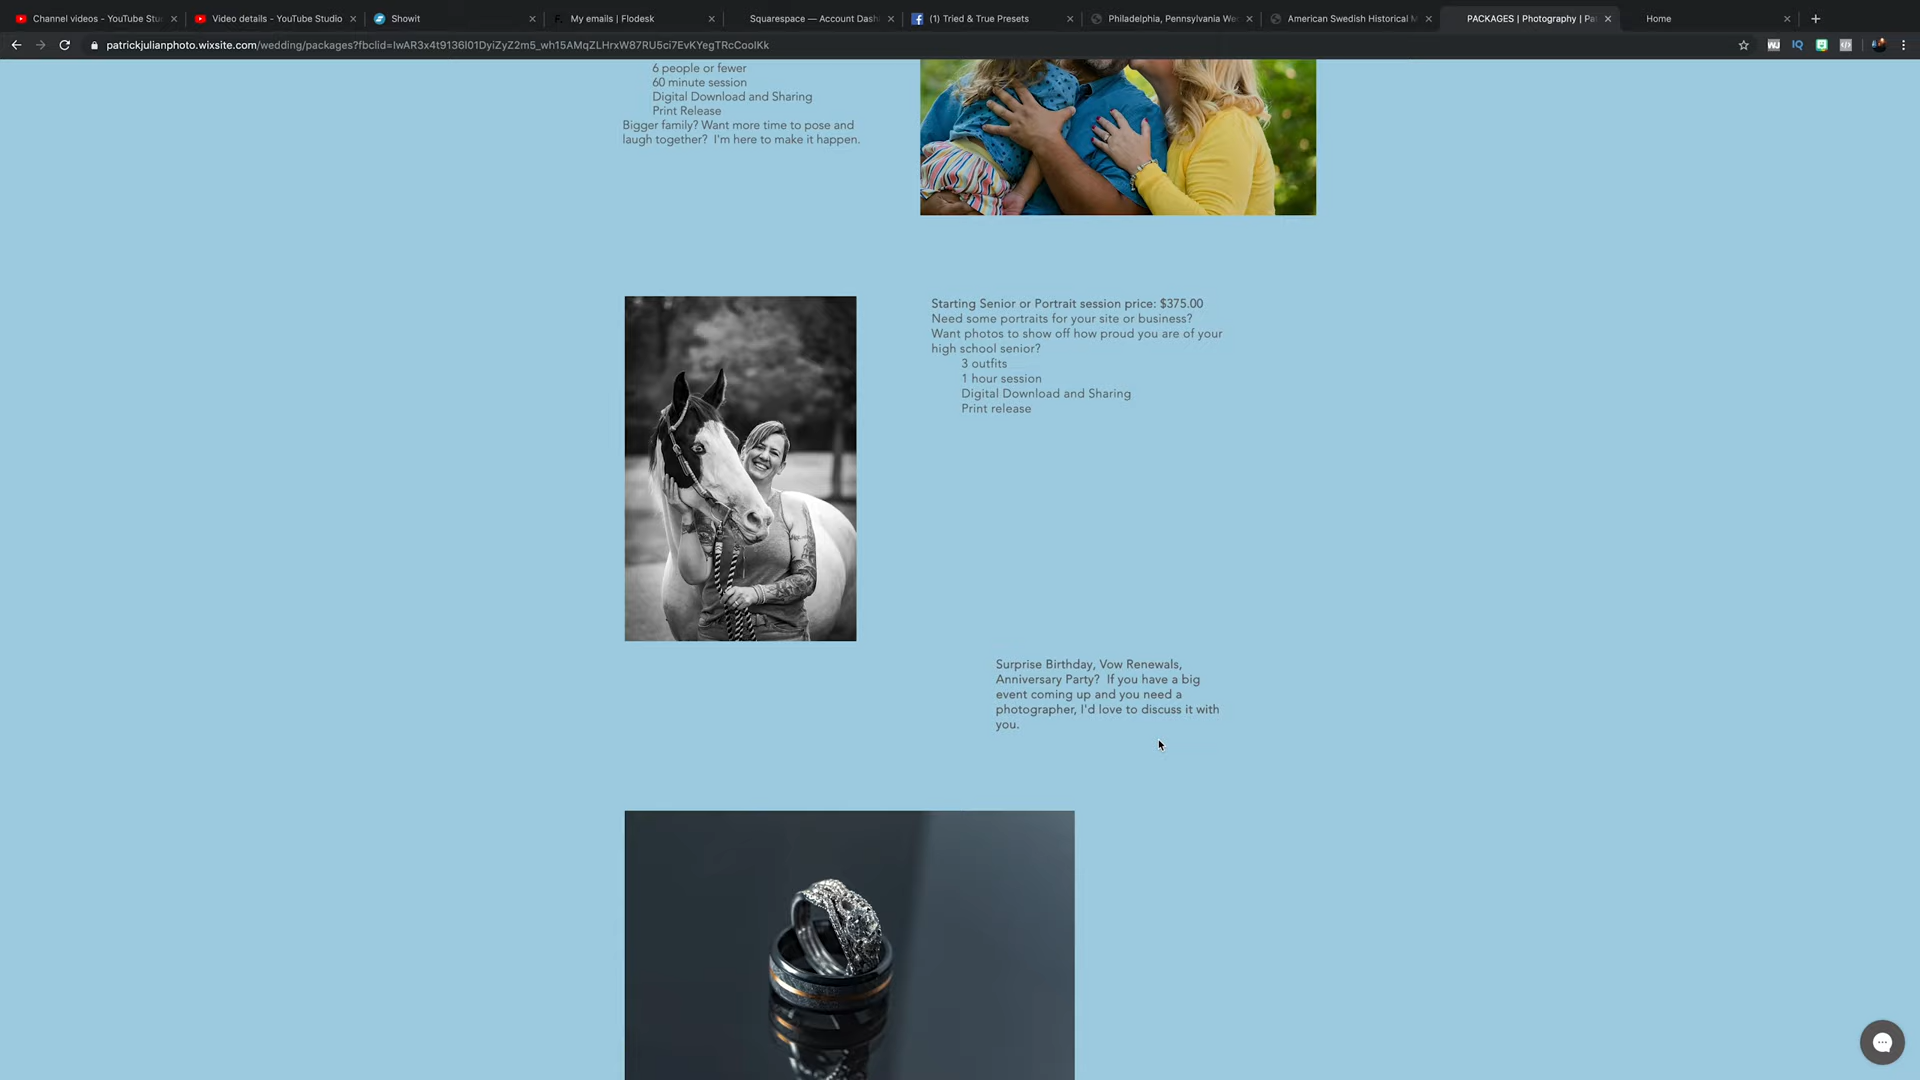 Channel videos - YouTube Stu
Video details - YouTube Studio
Showit
My emails | Flodesk
Squarespace — Account Dash
(1) Tried & True Presets
Philadelphia, Pennsylvania We
American Swedish Historical M
PACKAGES | Photography | Pat
Home
patrickjulianphoto.wixsite.com/wedding/packages?fbclid=IwAR3x4t9136I01DyiZyZ2m5_wh15AMqZLHrxW87RU5ci7EvKYegTRcCooIKk
6 people or fewer
60 minute session
Digital Download and Sharing
Print Release
Bigger family? Want more time to pose and
laugh together? I'm here to make it happen.
Starting Senior or Portrait session price: $375.00
Need some portraits for your site or business?
Want photos to show off how proud you are of your
high school senior?
3 outfits
1 hour session
Digital Download and Sharing
Print release
Surprise Birthday, Vow Renewals,
Anniversary Party? If you have a big
event coming up and you need a
photographer, I'd love to discuss it with
you.